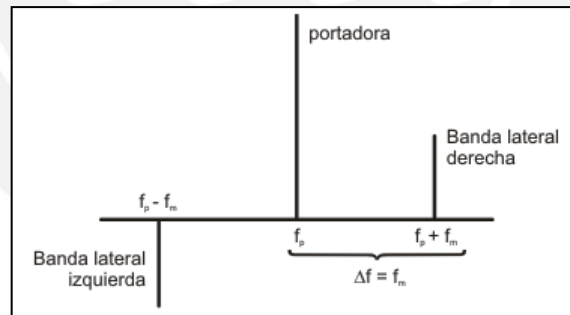 portadora
Banda lateral
derecha
fₚ - fₘ
fₚ
fₚ + fₘ
Banda lateral
izquierda
Δf = fₘ